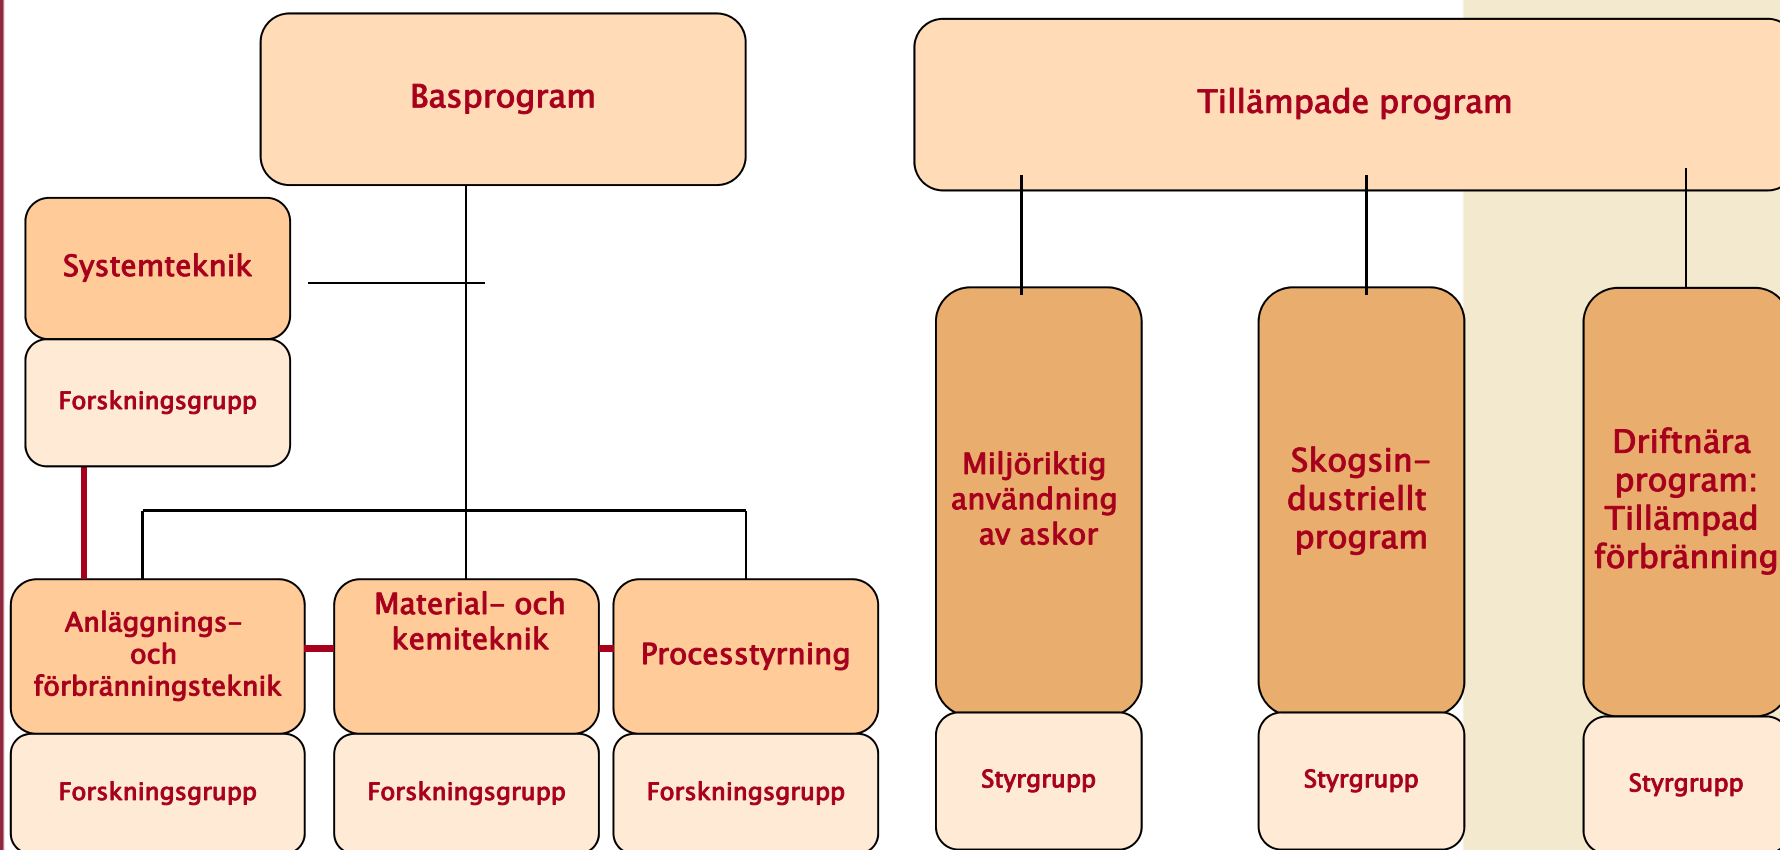 Basprogram
Tillämpade program
Systemteknik
Forskningsgrupp
Anläggnings-
och
förbränningsteknik
Forskningsgrupp
Material- och
kemiteknik
Forskningsgrupp
Processtyrning
Forskningsgrupp
Miljöriktig
användning
av askor
Styrgrupp
Skogsin-
dustriellt
program
Styrgrupp
Driftnära
program:
Tillämpad
förbränning
Styrgrupp